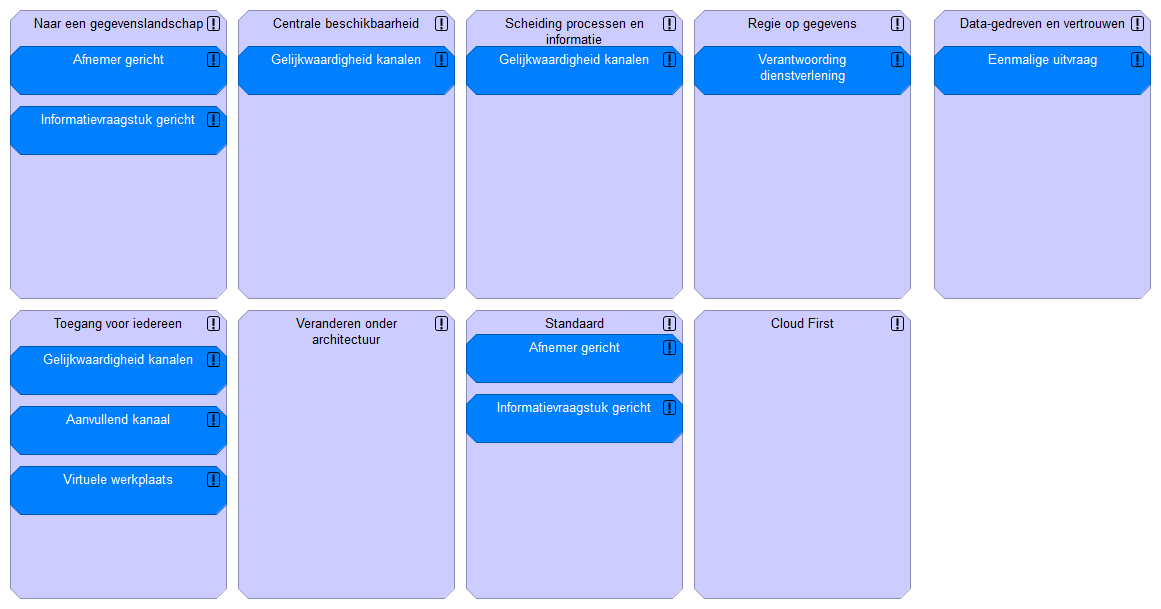 Naar een gegevenslandschap
Afnemer gericht
Informatievraagstuk gericht
Centrale beschikbaarheid
Gelijkwaardigheid kanalen
Scheiding processen en
informatie
Gelijkwaardigheid kanalen
Regie op gegevens
Verantwoording
dienstverlening
Data-gedreven en vertrouwen
Eenmalige uitvraag
Toegang voor iedereen
Gelijkwaardigheid kanalen
Aanvullend kanaal
Virtuele werkplaats
Veranderen onder
architectuur
Standaard
Afnemer gericht
Informatievraagstuk gericht
Cloud First